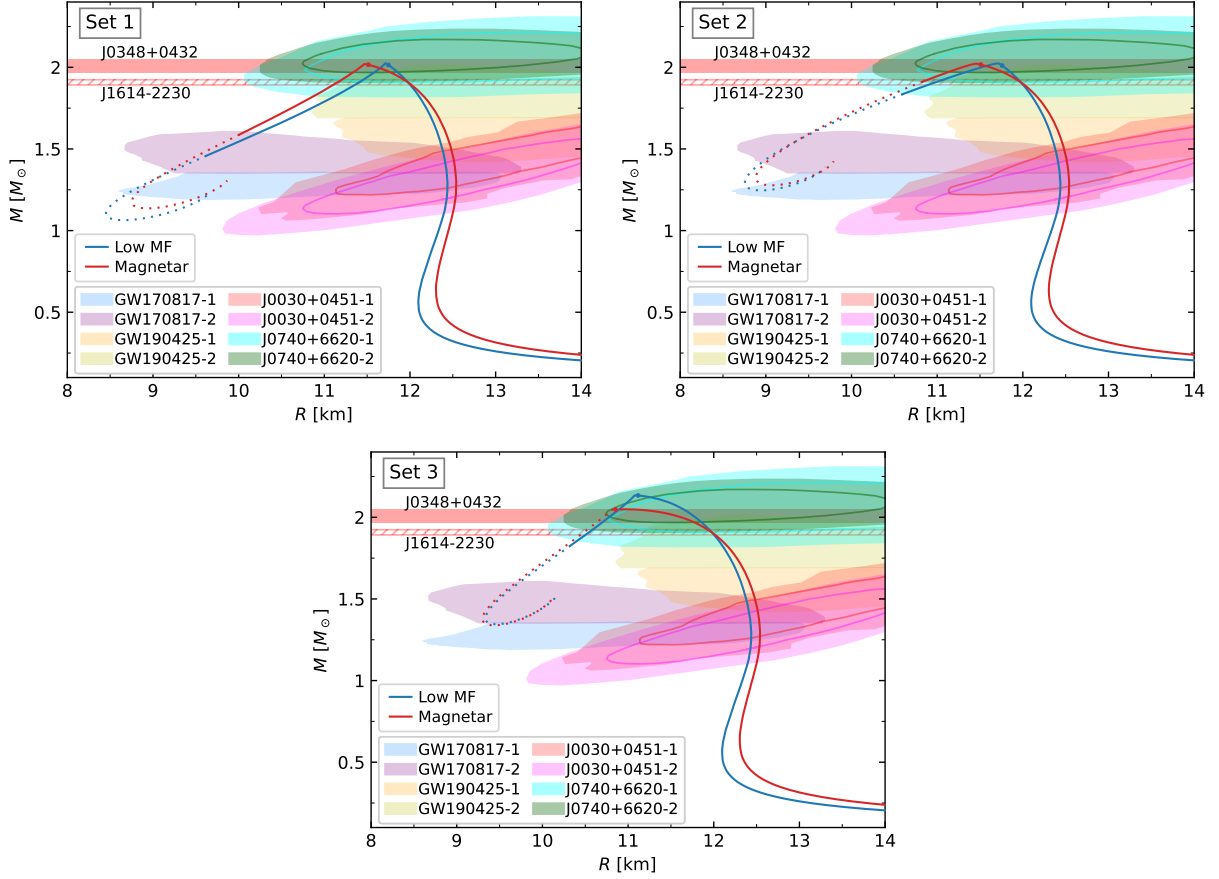 Set 1
J0348+0432
J1614-2230
Low MF
Magnetar
GW170817-1 J0030+0451-1
GW170817-2 J0030+0451-2
GW190425-1 J0740+6620-1
GW190425-2 J0740+6620-2
2
1.5
1
0.5
M [M⊙]
8 9 10 11 12 13 14
R [km]
Set 2
J0348+0432
J1614-2230
Low MF
Magnetar
GW170817-1 J0030+0451-1
GW170817-2 J0030+0451-2
GW190425-1 J0740+6620-1
GW190425-2 J0740+6620-2
2
1.5
1
0.5
M [M⊙]
8 9 10 11 12 13 14
R [km]
Set 3
J0348+0432
J1614-2230
Low MF
Magnetar
GW170817-1 J0030+0451-1
GW170817-2 J0030+0451-2
GW190425-1 J0740+6620-1
GW190425-2 J0740+6620-2
2
1.5
1
0.5
M [M⊙]
8 9 10 11 12 13 14
R [km]